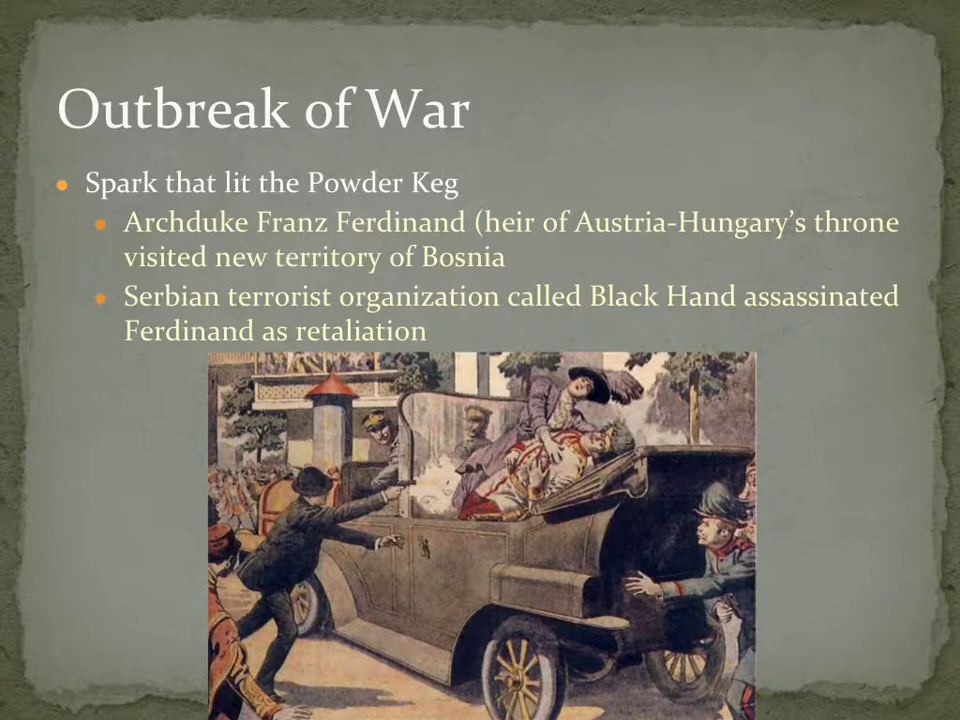 Outbreak of War
Spark that lit the Powder Keg
Archduke Franz Ferdinand (heir of Austria-Hungary’s throne
visited new territory of Bosnia
Serbian terrorist organization called Black Hand assassinated
Ferdinand as retaliation